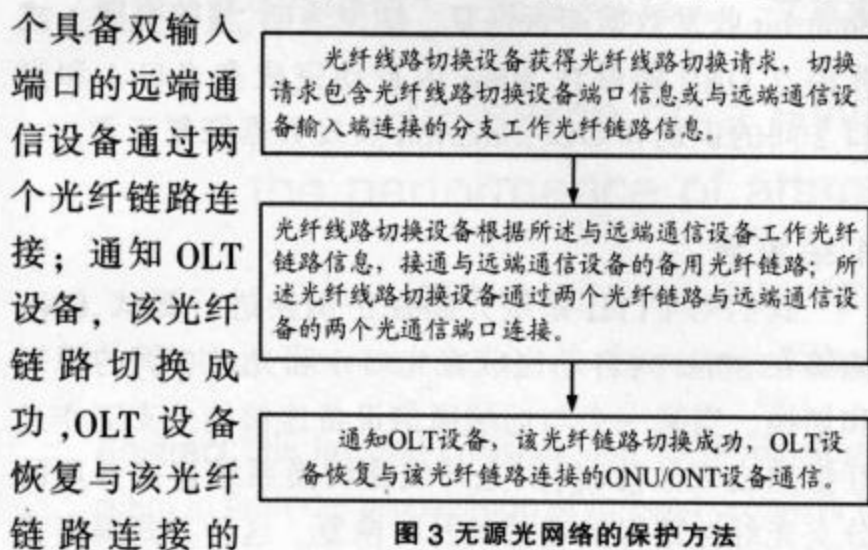 个具备双输入
端口的远端通
信设备通过两
个光纤链路连
接；通知 OLT
设备，该光纤
链路切换成
功,OLT 设备
恢复与该光纤
链路连接的
光纤线路切换设备获得光纤线路切换请求，切换
请求包含光纤线路切换设备端口信息或与远端通信设
备输入端连接的分支工作光纤链路信息。
光纤线路切换设备根据所述与远端通信设备工作光纤
链路信息，接通与远端通信设备的备用光纤链路；所
述光纤线路切换设备通过两个光纤链路与远端通信设
备的两个光通信端口连接。
通知OLT设备，该光纤链路切换成功，OLT设
备恢复与该光纤链路连接的ONU/ONT设备通信。
图 3 无源光网络的保护方法